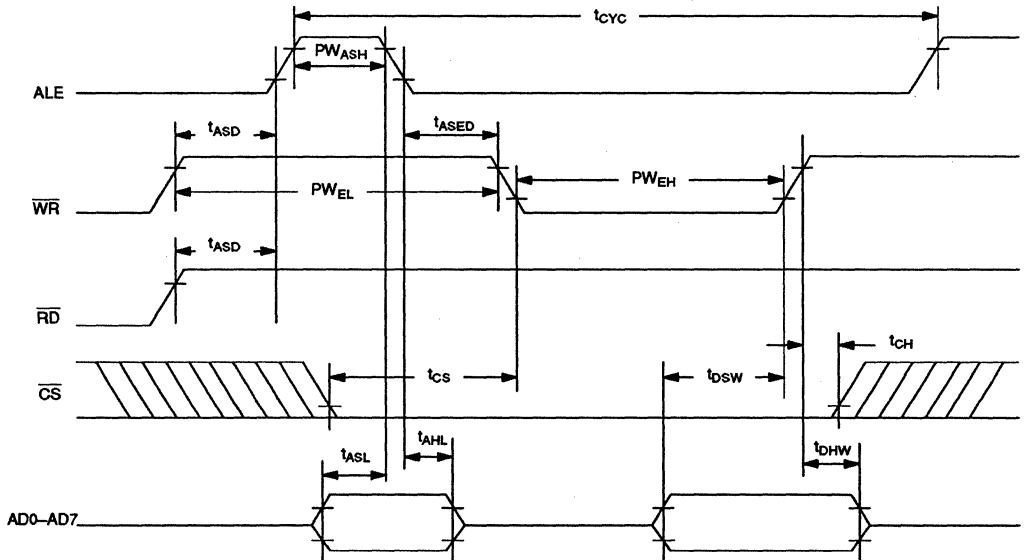 tCYC
PWASH
ALE
tASD
tASED
WR
PWEL
PWEH
tASD
RD
tCH
CS
tCS
tDSW
tASL
tAHL
tDHW
AD0–AD7